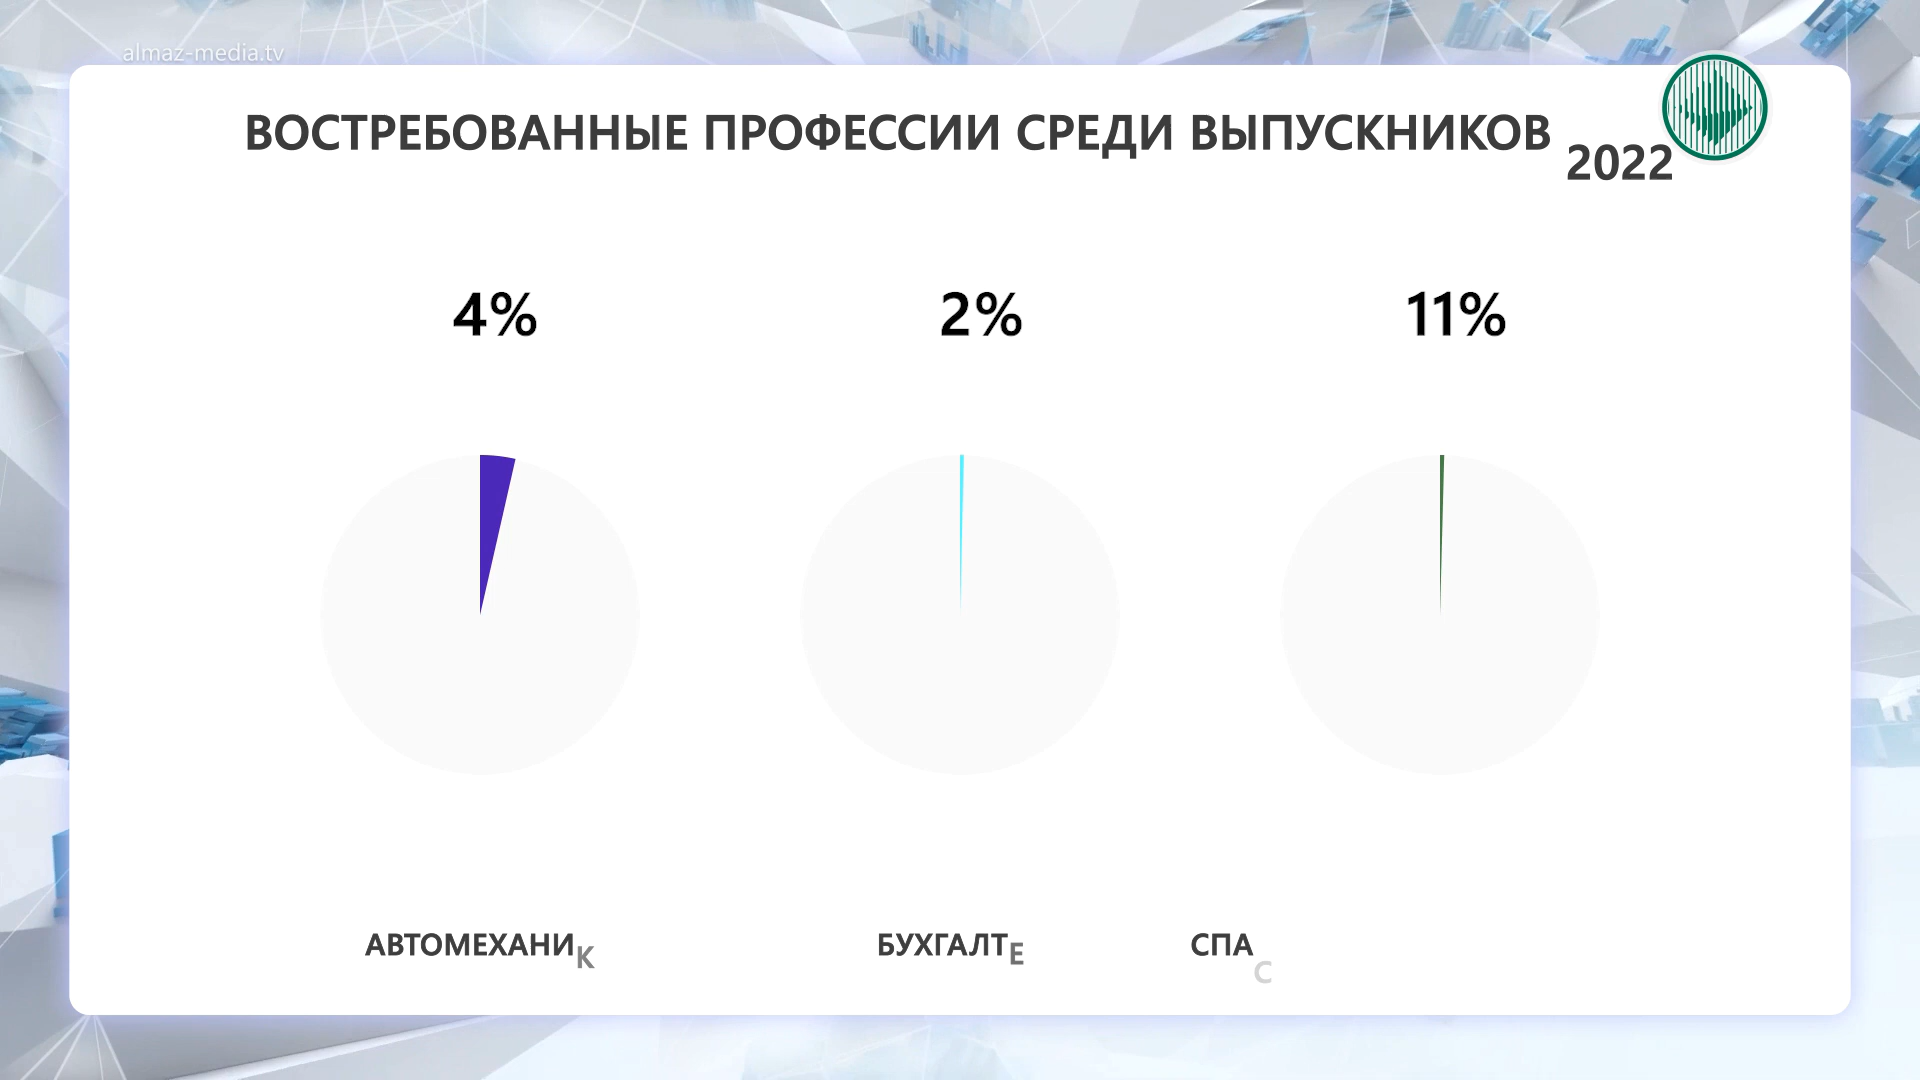 almaz-media.tv
ВОСТРЕБОВАННЫЕ ПРОФЕССИИ СРЕДИ ВЫПУСКНИКОВ 2022
4% 2% 11%
АВТОМЕХАНИК БУХГАЛТЕ СПАС